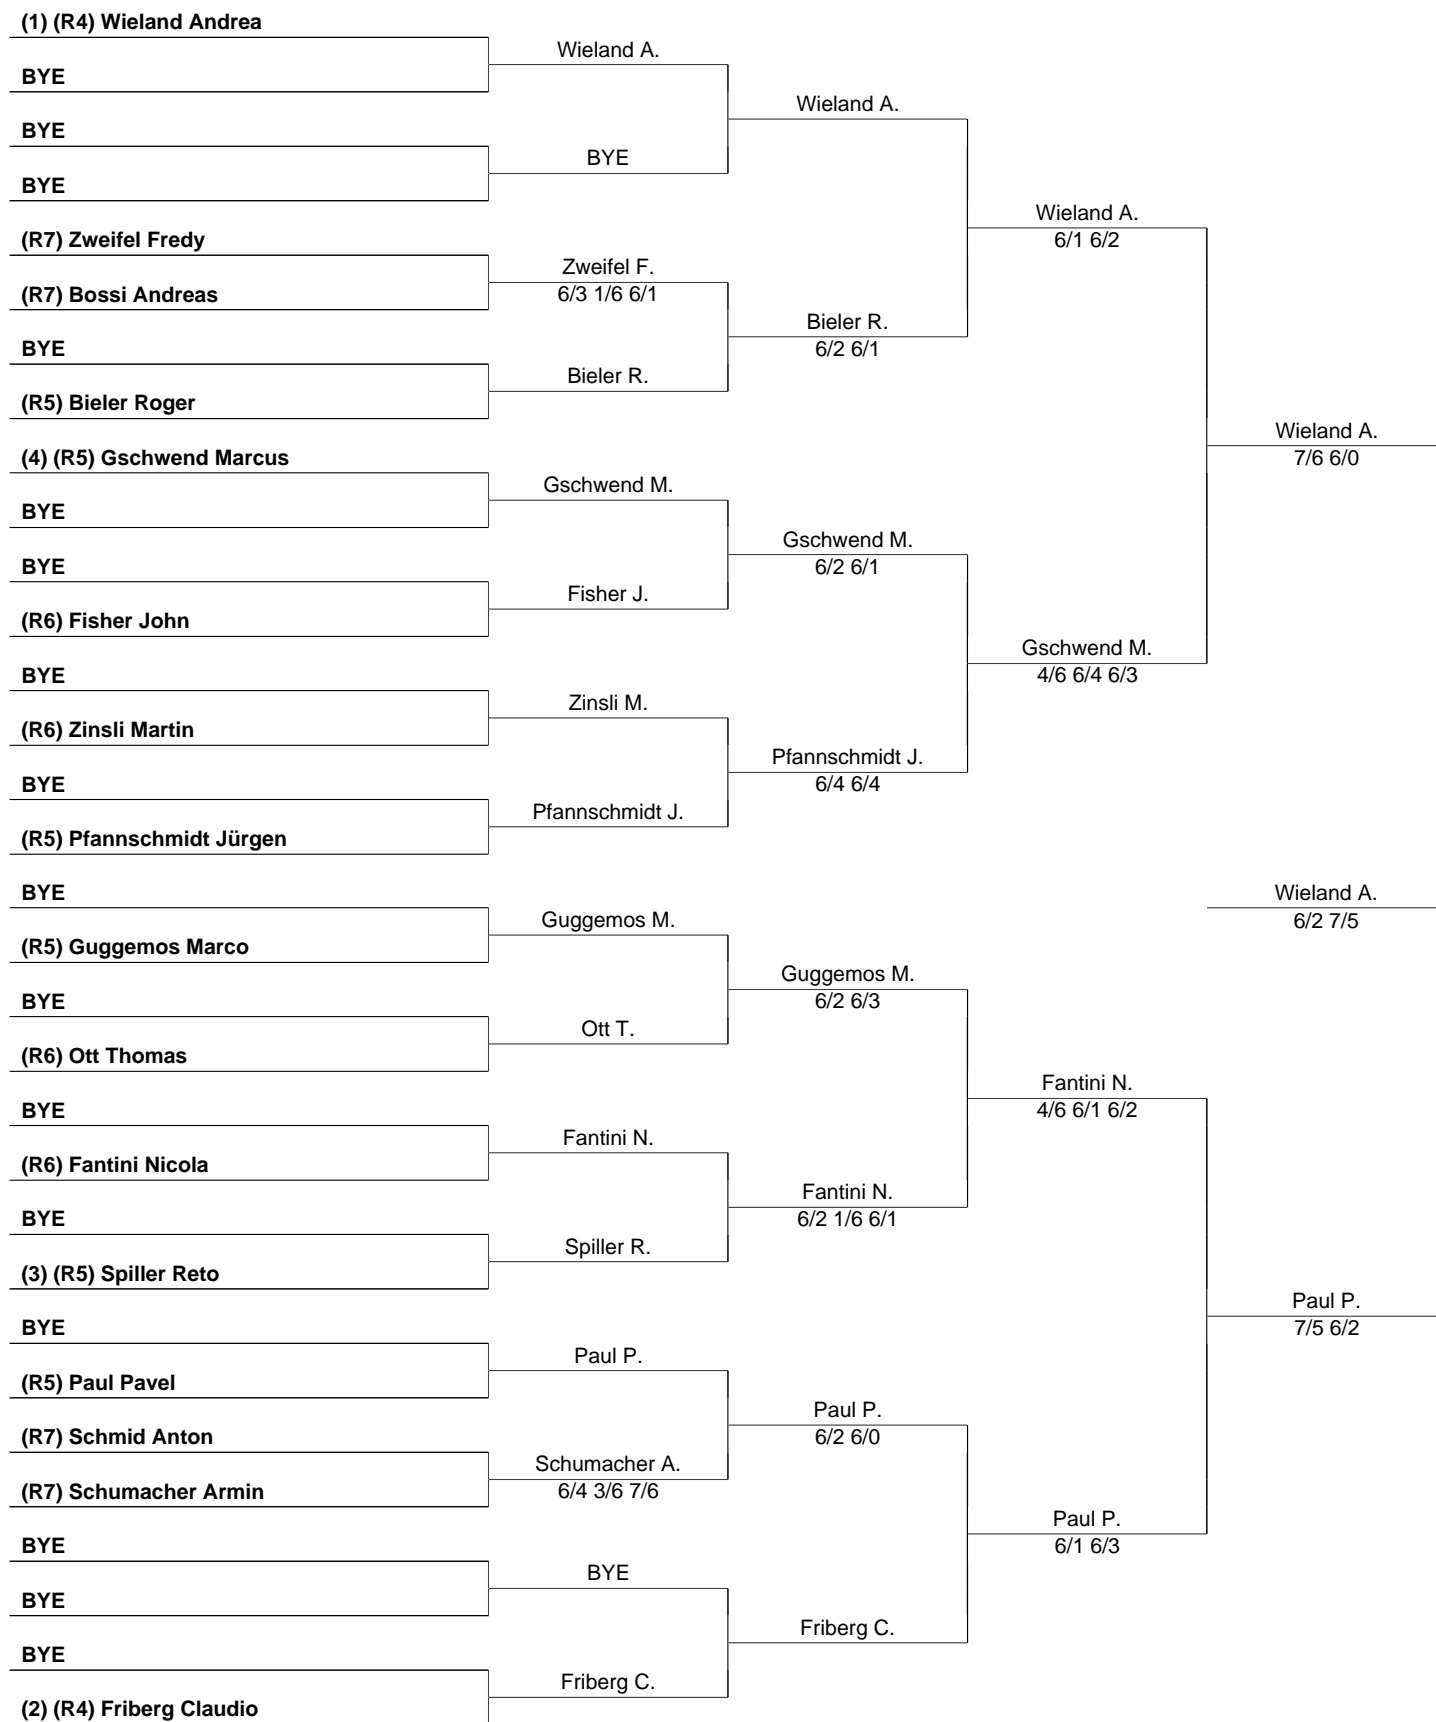 (1) (R4) Wieland Andrea
BYE
BYE
BYE
(R7) Zweifel Fredy
(R7) Bossi Andreas
BYE
(R5) Bieler Roger
(4) (R5) Gschwend Marcus
BYE
BYE
(R6) Fisher John
BYE
(R6) Zinsli Martin
BYE
(R5) Pfannschmidt Jürgen
BYE
(R5) Guggemos Marco
BYE
(R6) Ott Thomas
BYE
(R6) Fantini Nicola
BYE
(3) (R5) Spiller Reto
BYE
(R5) Paul Pavel
(R7) Schmid Anton
(R7) Schumacher Armin
BYE
BYE
BYE
(2) (R4) Friberg Claudio
Wieland A.
BYE
Zweifel F.
6/3 1/6 6/1
Bieler R.
Gschwend M.
Fisher J.
Zinsli M.
Pfannschmidt J.
Guggemos M.
Ott T.
Fantini N.
Spiller R.
Paul P.
Schumacher A.
6/4 3/6 7/6
BYE
Friberg C.
Wieland A.
Bieler R.
6/2 6/1
Gschwend M.
6/2 6/1
Pfannschmidt J.
6/4 6/4
Guggemos M.
6/2 6/3
Fantini N.
6/2 1/6 6/1
Paul P.
6/2 6/0
Friberg C.
Wieland A.
6/1 6/2
Gschwend M.
4/6 6/4 6/3
Fantini N.
4/6 6/1 6/2
Paul P.
6/1 6/3
Wieland A.
7/6 6/0
Wieland A.
6/2 7/5
Paul P.
7/5 6/2